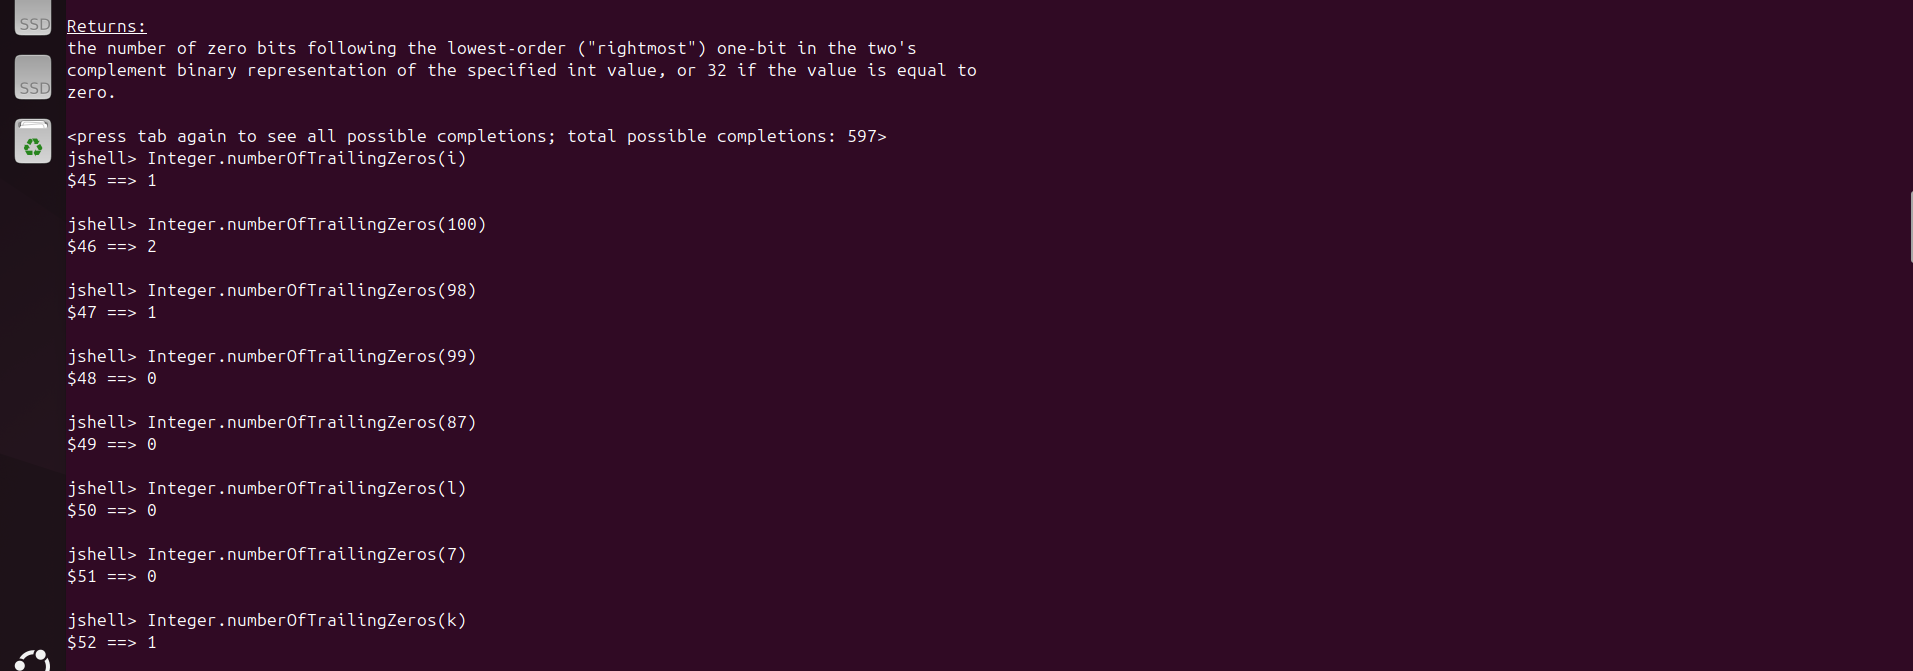 SSD
SSD
Returns:
the number of zero bits following the lowest-order ("rightmost") one-bit in the two's
complement binary representation of the specified int value, or 32 if the value is equal to
zero.
<press tab again to see all possible completions; total possible completions: 597>
jshell> Integer.numberOfTrailingZeros(i)
$45 ==> 1
jshell> Integer.numberOfTrailingZeros(100)
$46 ==> 2
jshell> Integer.numberOfTrailingZeros(98)
$47 ==> 1
jshell> Integer.numberOfTrailingZeros(99)
$48 ==> 0
jshell> Integer.numberOfTrailingZeros(87)
$49 ==> 0
jshell> Integer.numberOfTrailingZeros(l)
$50 ==> 0
jshell> Integer.numberOfTrailingZeros(7)
$51 ==> 0
jshell> Integer.numberOfTrailingZeros(k)
$52 ==> 1